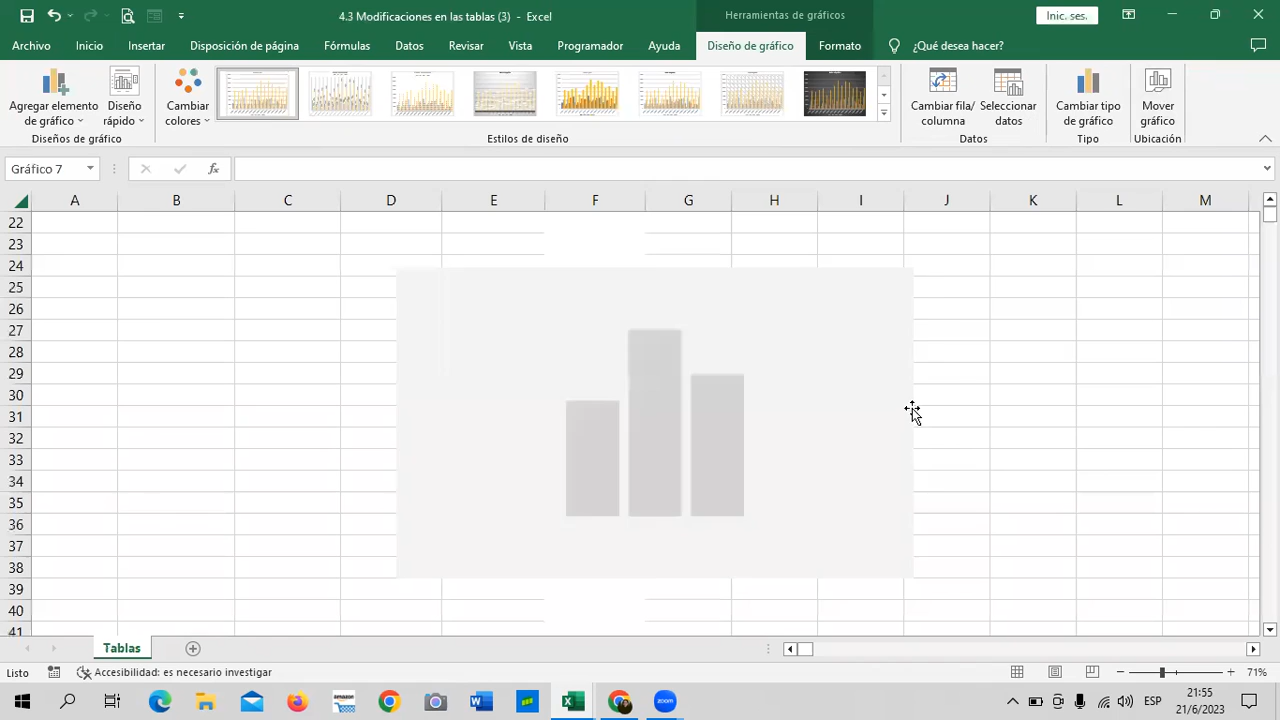 4.3 Modificaciones en las tablas (3) - Excel
Herramientas de gráficos
Inic. ses.
Archivo Inicio Insertar Disposición de página Fórmulas Datos Revisar Vista Programador Ayuda Diseño de gráfico Formato ¿Qué desea hacer?
Agregar elemento de gráfico
Diseño rápido
Cambiar colores
Cambiar fila/ columna
Seleccionar datos
Cambiar tipo de gráfico
Mover gráfico
Diseños de gráfico Estilos de diseño Datos Tipo Ubicación
Gráfico 7
fx
A B C D E F G H I J K L M
22
23
24
25
26
27
28
29
30
31
32
33
34
35
36
37
38
39
40
41
Tablas
Listo Accesibilidad: es necesario investigar 71%
amazon
zoom
ESP
21:55
21/6/2023